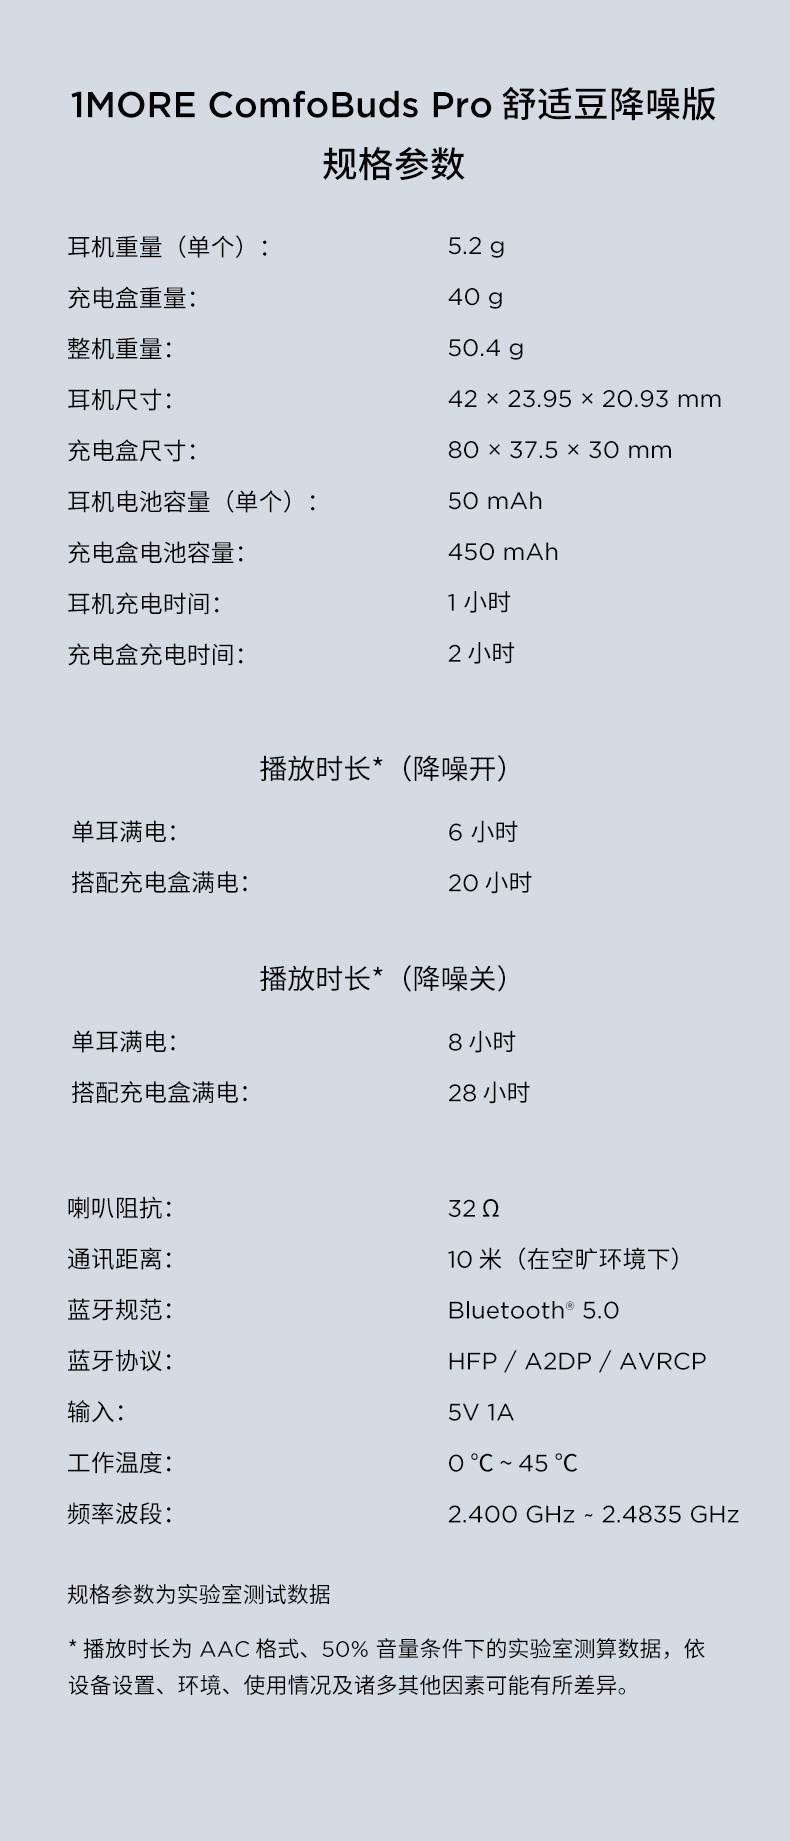 1MORE ComfoBuds Pro 舒适豆降噪版
规格参数
耳机重量（单个）： 5.2 g
充电盒重量： 40 g
整机重量： 50.4 g
耳机尺寸： 42 × 23.95 × 20.93 mm
充电盒尺寸： 80 × 37.5 × 30 mm
耳机电池容量（单个）： 50 mAh
充电盒电池容量： 450 mAh
耳机充电时间： 1 小时
充电盒充电时间： 2 小时
播放时长*（降噪开）
单耳满电： 6 小时
搭配充电盒满电： 20 小时
播放时长*（降噪关）
单耳满电： 8 小时
搭配充电盒满电： 28 小时
喇叭阻抗： 32 Ω
通讯距离： 10 米（在空旷环境下）
蓝牙规范： Bluetooth® 5.0
蓝牙协议： HFP / A2DP / AVRCP
输入： 5V 1A
工作温度： 0 ℃ ~ 45 ℃
频率波段： 2.400 GHz ~ 2.4835 GHz
规格参数为实验室测试数据
* 播放时长为 AAC 格式、50% 音量条件下的实验室测算数据，依
设备设置、环境、使用情况及诸多其他因素可能有所差异。